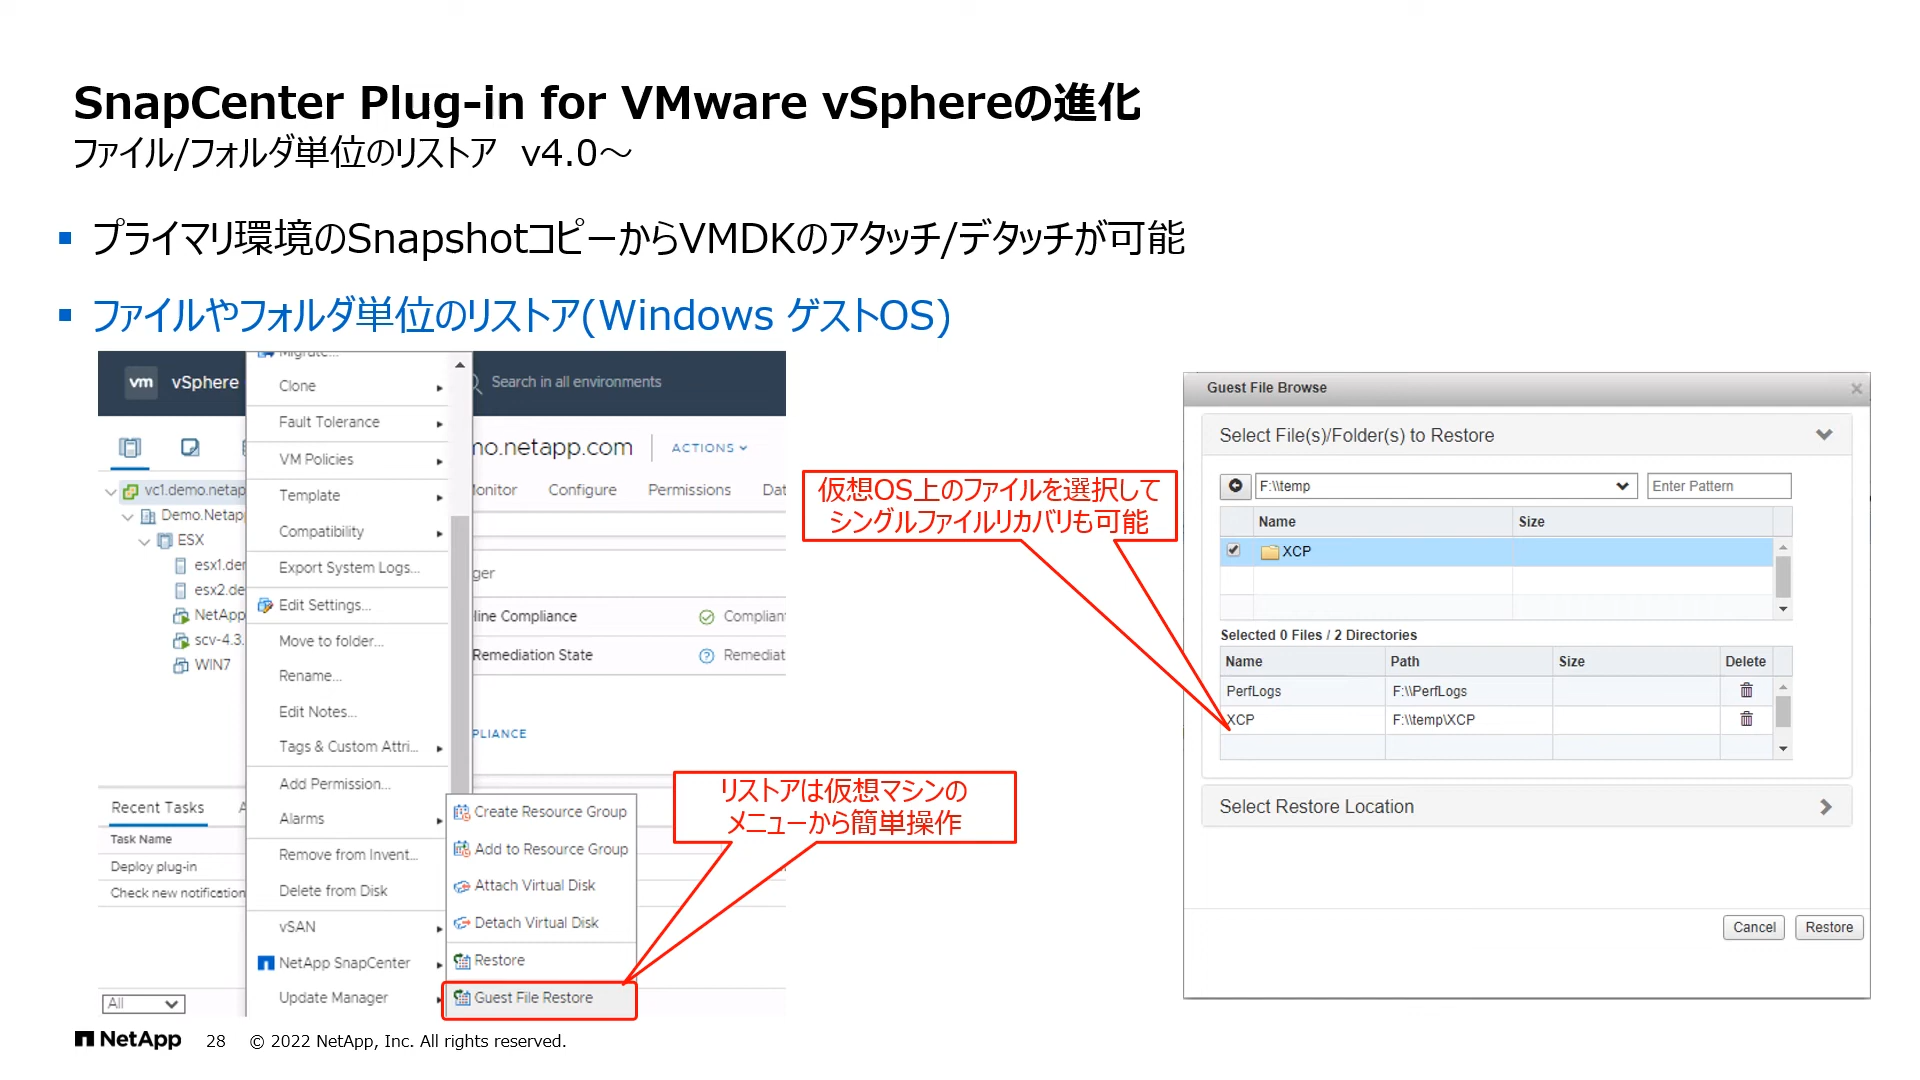 SnapCenter Plug-in for VMware vSphereの進化
ファイル/フォルダ単位のリストア v4.0～
プライマリ環境のSnapshotコピーからVMDKのアタッチ/デタッチが可能
ファイルやフォルダ単位のリストア(Windows ゲストOS)
vm vSphere
Search in all environments
Migrate...
Clone
Fault Tolerance
VM Policies
Template
Compatibility
Export System Logs...
Edit Settings...
Move to folder...
Rename...
Edit Notes...
Tags & Custom Attri...
Add Permission...
Alarms
Remove from Invent...
Delete from Disk
vSAN
NetApp SnapCenter
Update Manager
vc1.demo.netap
Demo.Netap
ESX
esx1.der
esx2.de
NetApp
scv-4.3.
WIN7
mo.netapp.com
ACTIONS
onitor
Configure
Permissions
Dat
ger
line Compliance
Complian
Remediation State
Remediat
PLIANCE
Recent Tasks
Task Name
Deploy plug-in
Check new notification
All
Create Resource Group
Add to Resource Group
Attach Virtual Disk
Detach Virtual Disk
Restore
Guest File Restore
リストアは仮想マシンの
メニューから簡単操作
仮想OS上のファイルを選択して
シングルファイルリカバリも可能
Guest File Browse
Select File(s)/Folder(s) to Restore
F:\\temp
Enter Pattern
Name Size
XCP
Selected 0 Files / 2 Directories
Name Path Size Delete
PerfLogs F:\\PerfLogs
XCP F:\\temp\XCP
Select Restore Location
Cancel Restore
NetApp 28 © 2022 NetApp, Inc. All rights reserved.